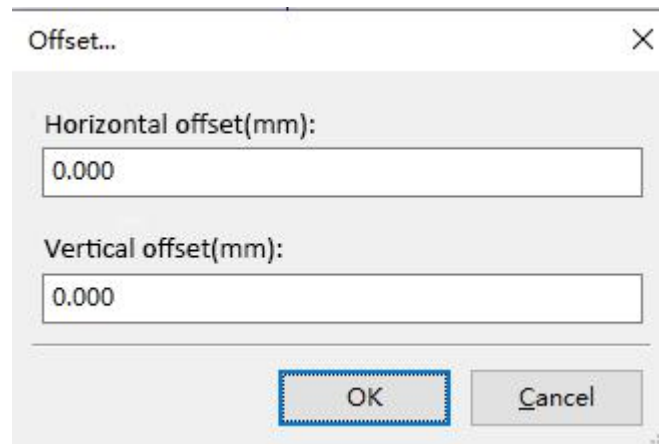 Offset...
Horizontal offset(mm):
0.000
Vertical offset(mm):
0.000
OK
Cancel